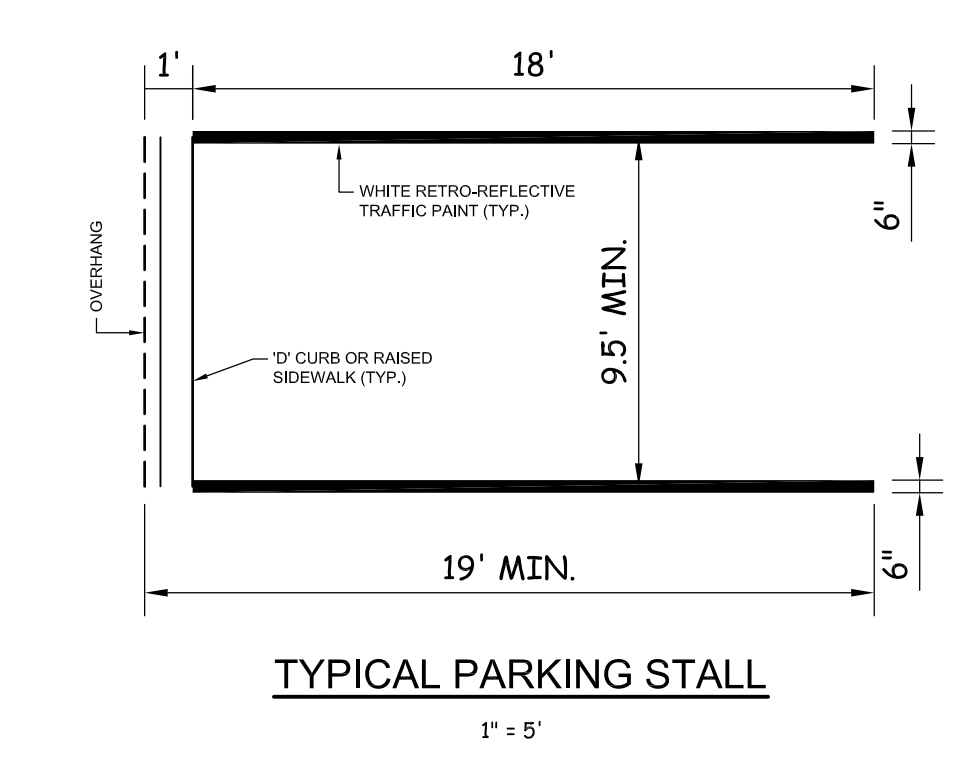 1'
18'
WHITE RETRO-REFLECTIVE
TRAFFIC PAINT (TYP.)
6"
OVERHANG
9.5' MIN.
'D' CURB OR RAISED
SIDEWALK (TYP.)
19' MIN.
6"
TYPICAL PARKING STALL
1" = 5'